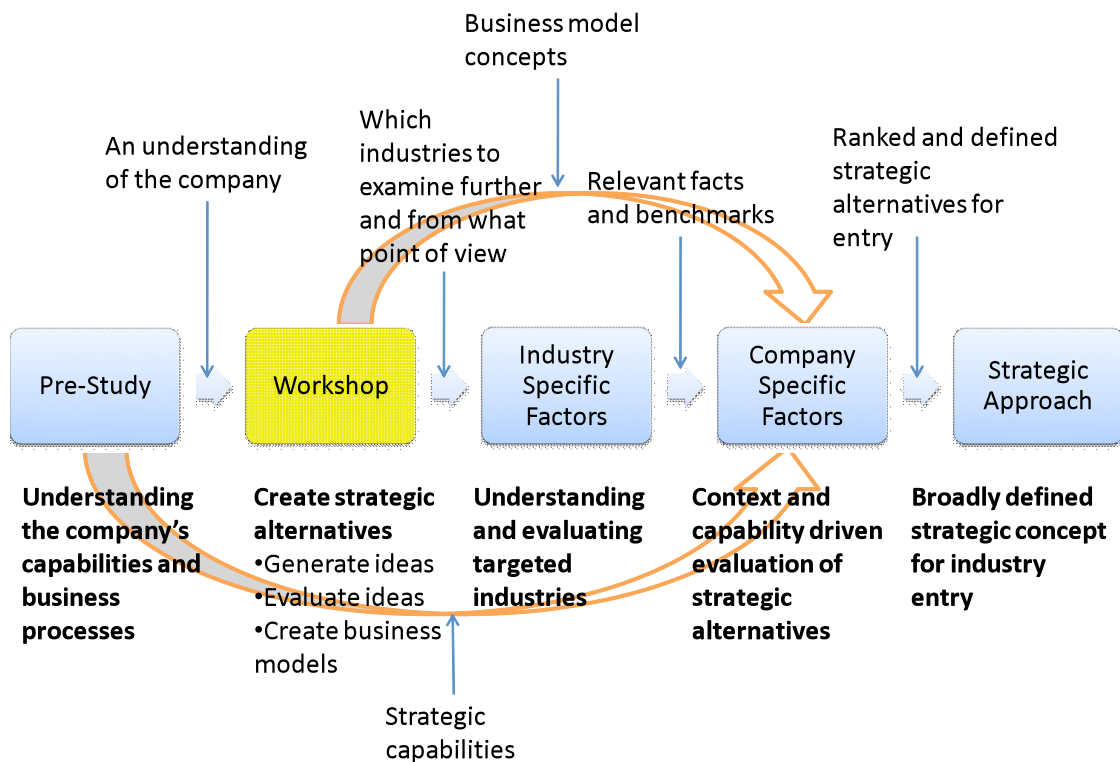 Business model
concepts
An understanding
of the company
Which
industries to
examine further
and from what
point of view
Relevant facts
and benchmarks
Ranked and defined
strategic
alternatives for
entry
Pre-Study
Workshop
Industry
Specific
Factors
Company
Specific
Factors
Strategic
Approach
Understanding
the company’s
capabilities and
business
processes
Create strategic
alternatives
•Generate ideas
•Evaluate ideas
•Create business
models
Understanding
and evaluating
targeted
industries
Context and
capability driven
evaluation of
strategic
alternatives
Broadly defined
strategic concept
for industry
entry
Strategic
capabilities